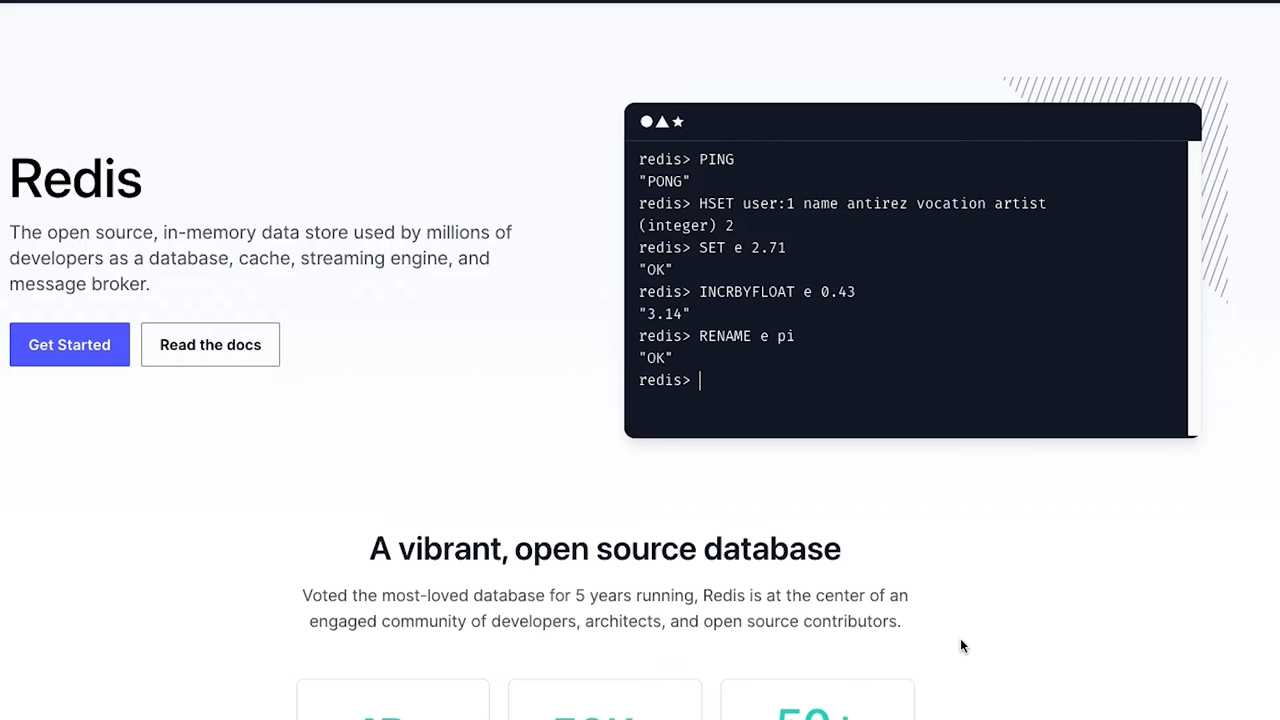 Redis
The open source, in-memory data store used by millions of
developers as a database, cache, streaming engine, and
message broker.
Get Started
Read the docs
redis> PING
"PONG"
redis> HSET user:1 name antirez vocation artist
(integer) 2
redis> SET e 2.71
"OK"
redis> INCRBYFLOAT e 0.43
"3.14"
redis> RENAME e pi
"OK"
redis>
A vibrant, open source database
Voted the most-loved database for 5 years running, Redis is at the center of an
engaged community of developers, architects, and open source contributors.